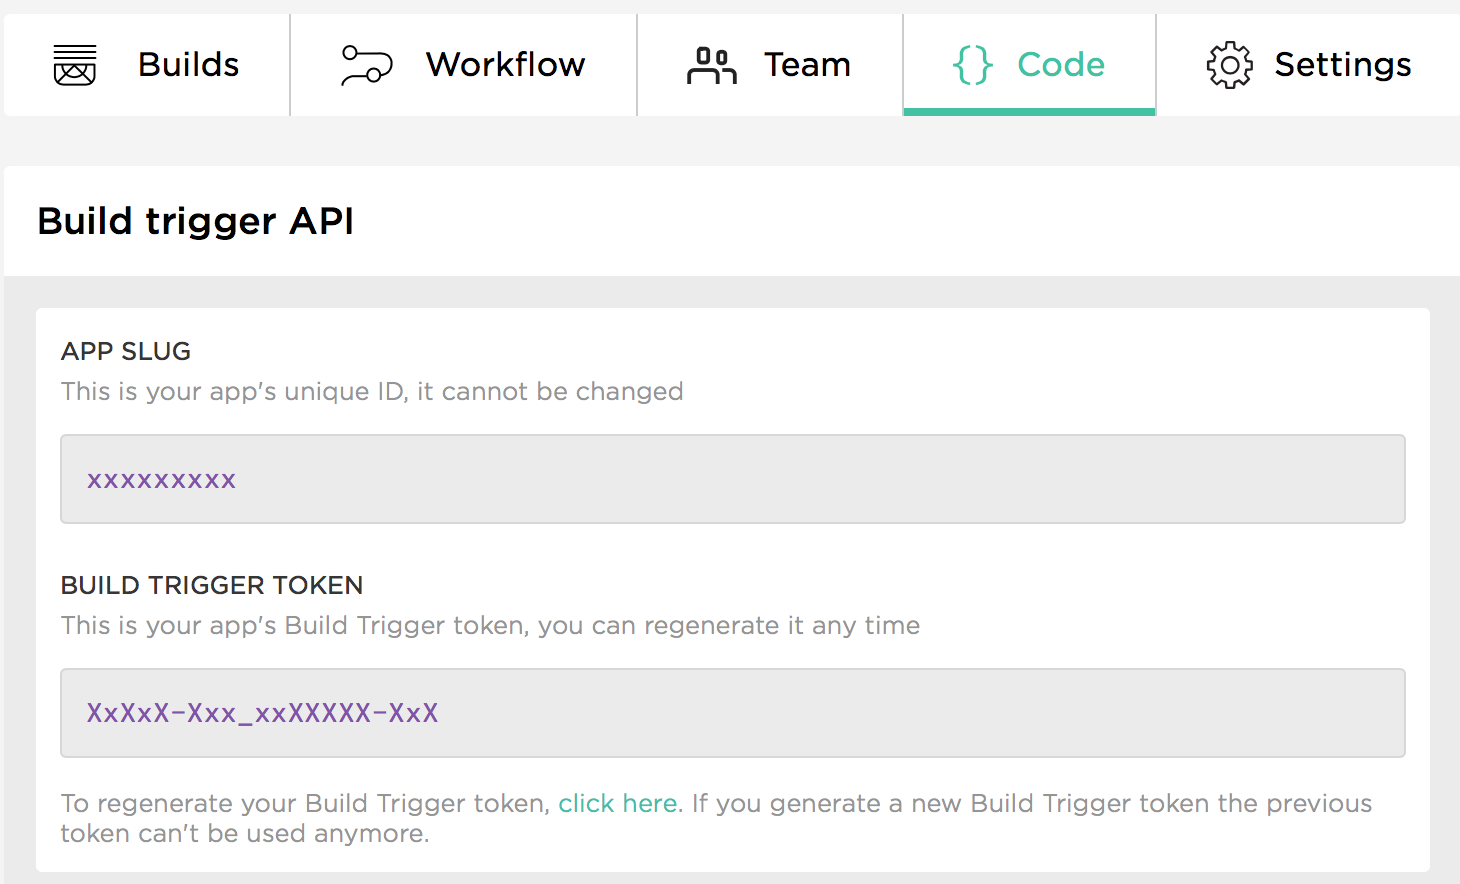 Builds Workflow Team {} Code Settings
Build trigger API
APP SLUG
This is your app's unique ID, it cannot be changed
xxxxxxxxx
BUILD TRIGGER TOKEN
This is your app's Build Trigger token, you can regenerate it any time
XxXxX-Xxx_xxXXXXX-XxX
To regenerate your Build Trigger token, click here. If you generate a new Build Trigger token the previous
token can't be used anymore.